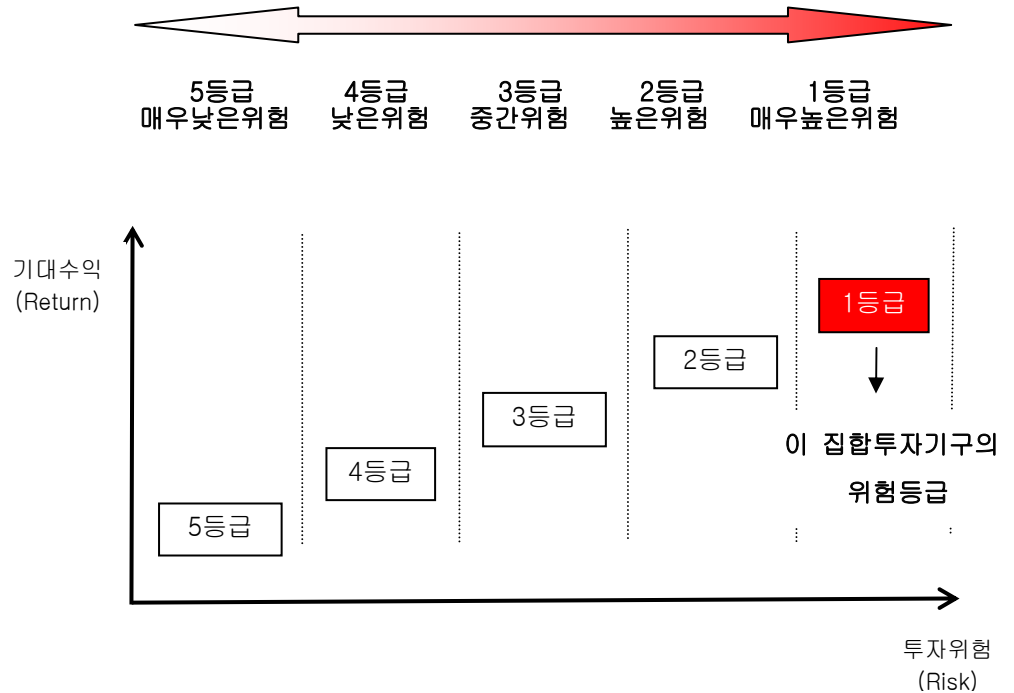 5등급 4등급 3등급 2등급 1등급
매우낮은위험 낮은위험 중간위험 높은위험 매우높은위험
기대수익
(Return)
1등급
2등급
3등급
이 집합투자기구의
4등급
위험등급
5등급
투자위험
(Risk)